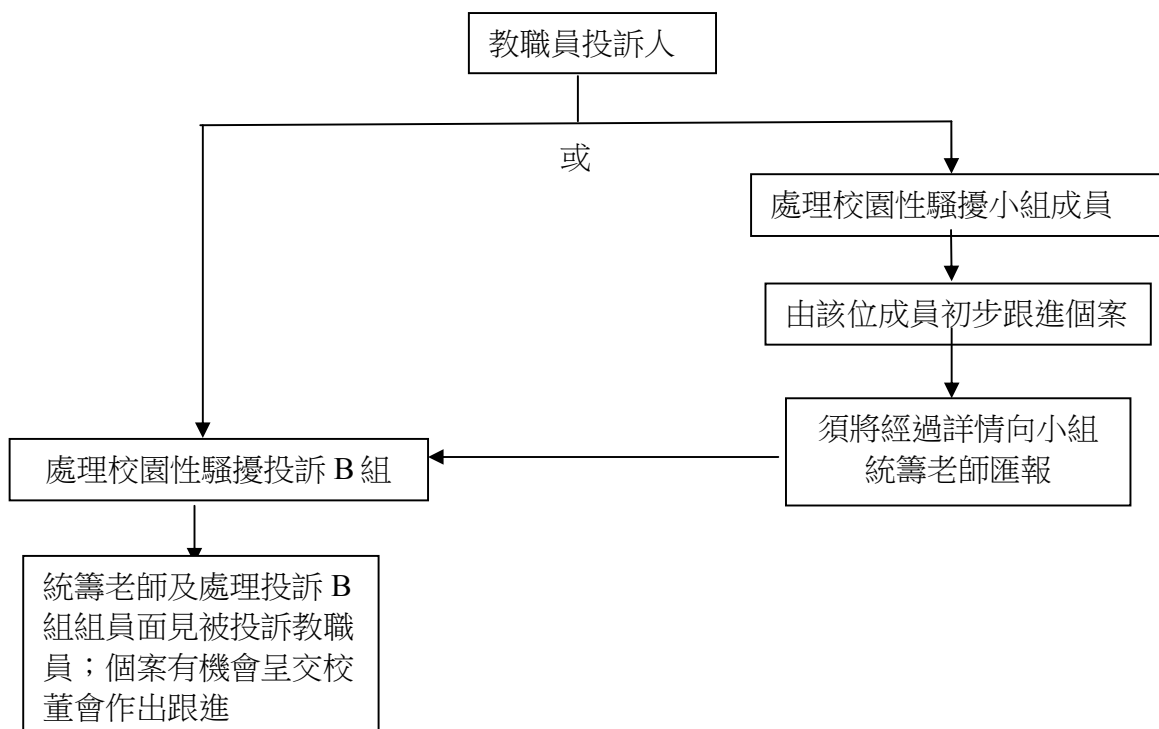 教職員投訴人
或
處理校園性騷擾小組成員
由該位成員初步跟進個案
須將經過詳情向小組
統籌老師匯報
處理校園性騷擾投訴 B 組
統籌老師及處理投訴 B
組組員面見被投訴教職
員；個案有機會呈交校
董會作出跟進